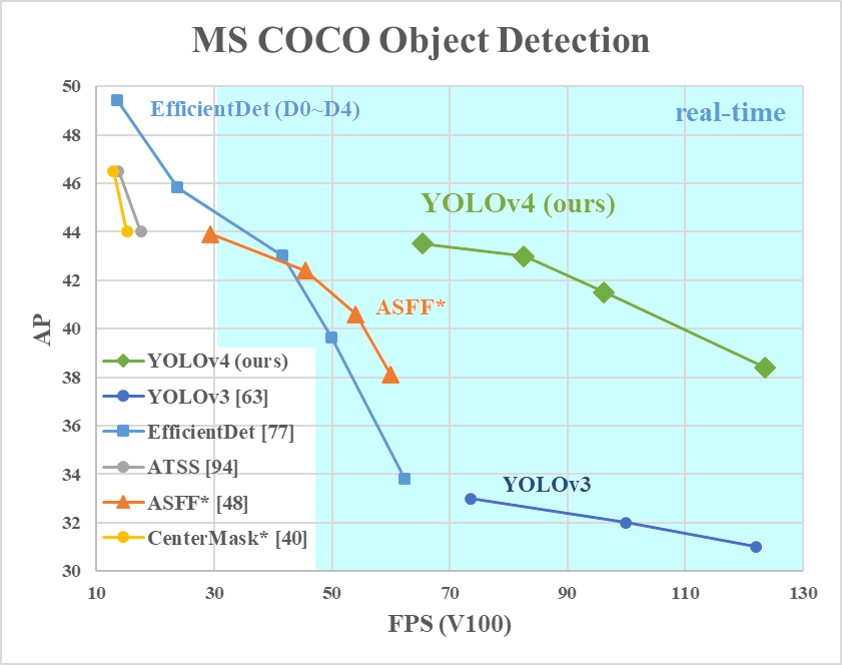 MS COCO Object Detection
50
48
46
44
42
40
38
36
34
32
30
AP
EfficientDet (D0~D4)
real-time
YOLOv4 (ours)
ASFF*
YOLOv3
YOLOv4 (ours)
YOLOv3 [63]
EfficientDet [77]
ATSS [94]
ASFF* [48]
CenterMask* [40]
10 30 50 70 90 110 130
FPS (V100)